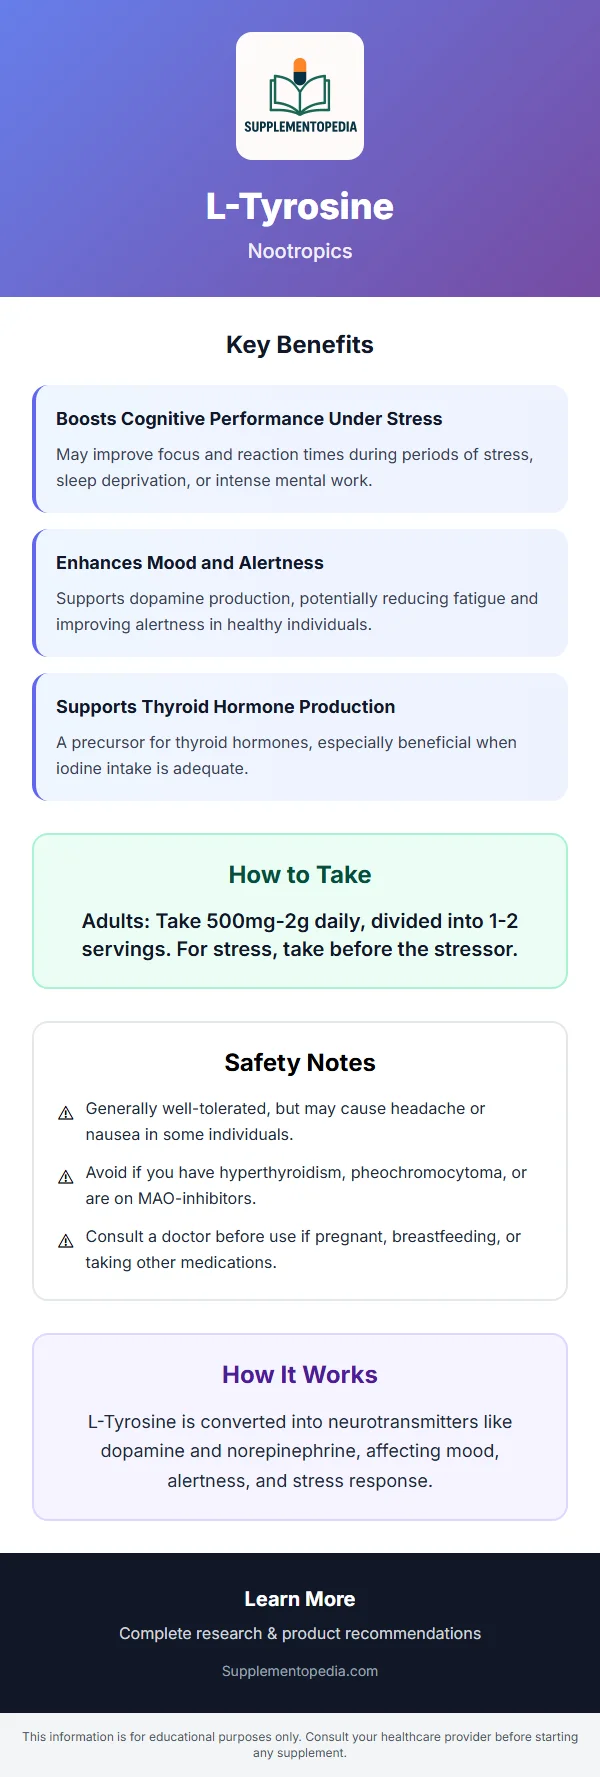 SUPPLEMENTOPEDIA
L-Tyrosine
Nootropics
Key Benefits
Boosts Cognitive Performance Under Stress
May improve focus and reaction times during periods of stress,
sleep deprivation, or intense mental work.
Enhances Mood and Alertness
Supports dopamine production, potentially reducing fatigue and
improving alertness in healthy individuals.
Supports Thyroid Hormone Production
A precursor for thyroid hormones, especially beneficial when
iodine intake is adequate.
How to Take
Adults: Take 500mg-2g daily, divided into 1-2
servings. For stress, take before the stressor.
Safety Notes
Generally well-tolerated, but may cause headache or
nausea in some individuals.
Avoid if you have hyperthyroidism, pheochromocytoma, or
are on MAO-inhibitors.
Consult a doctor before use if pregnant, breastfeeding, or
taking other medications.
How It Works
L-Tyrosine is converted into neurotransmitters like
dopamine and norepinephrine, affecting mood,
alertness, and stress response.
Learn More
Complete research & product recommendations
Supplementopedia.com
This information is for educational purposes only. Consult your healthcare provider before starting
any supplement.